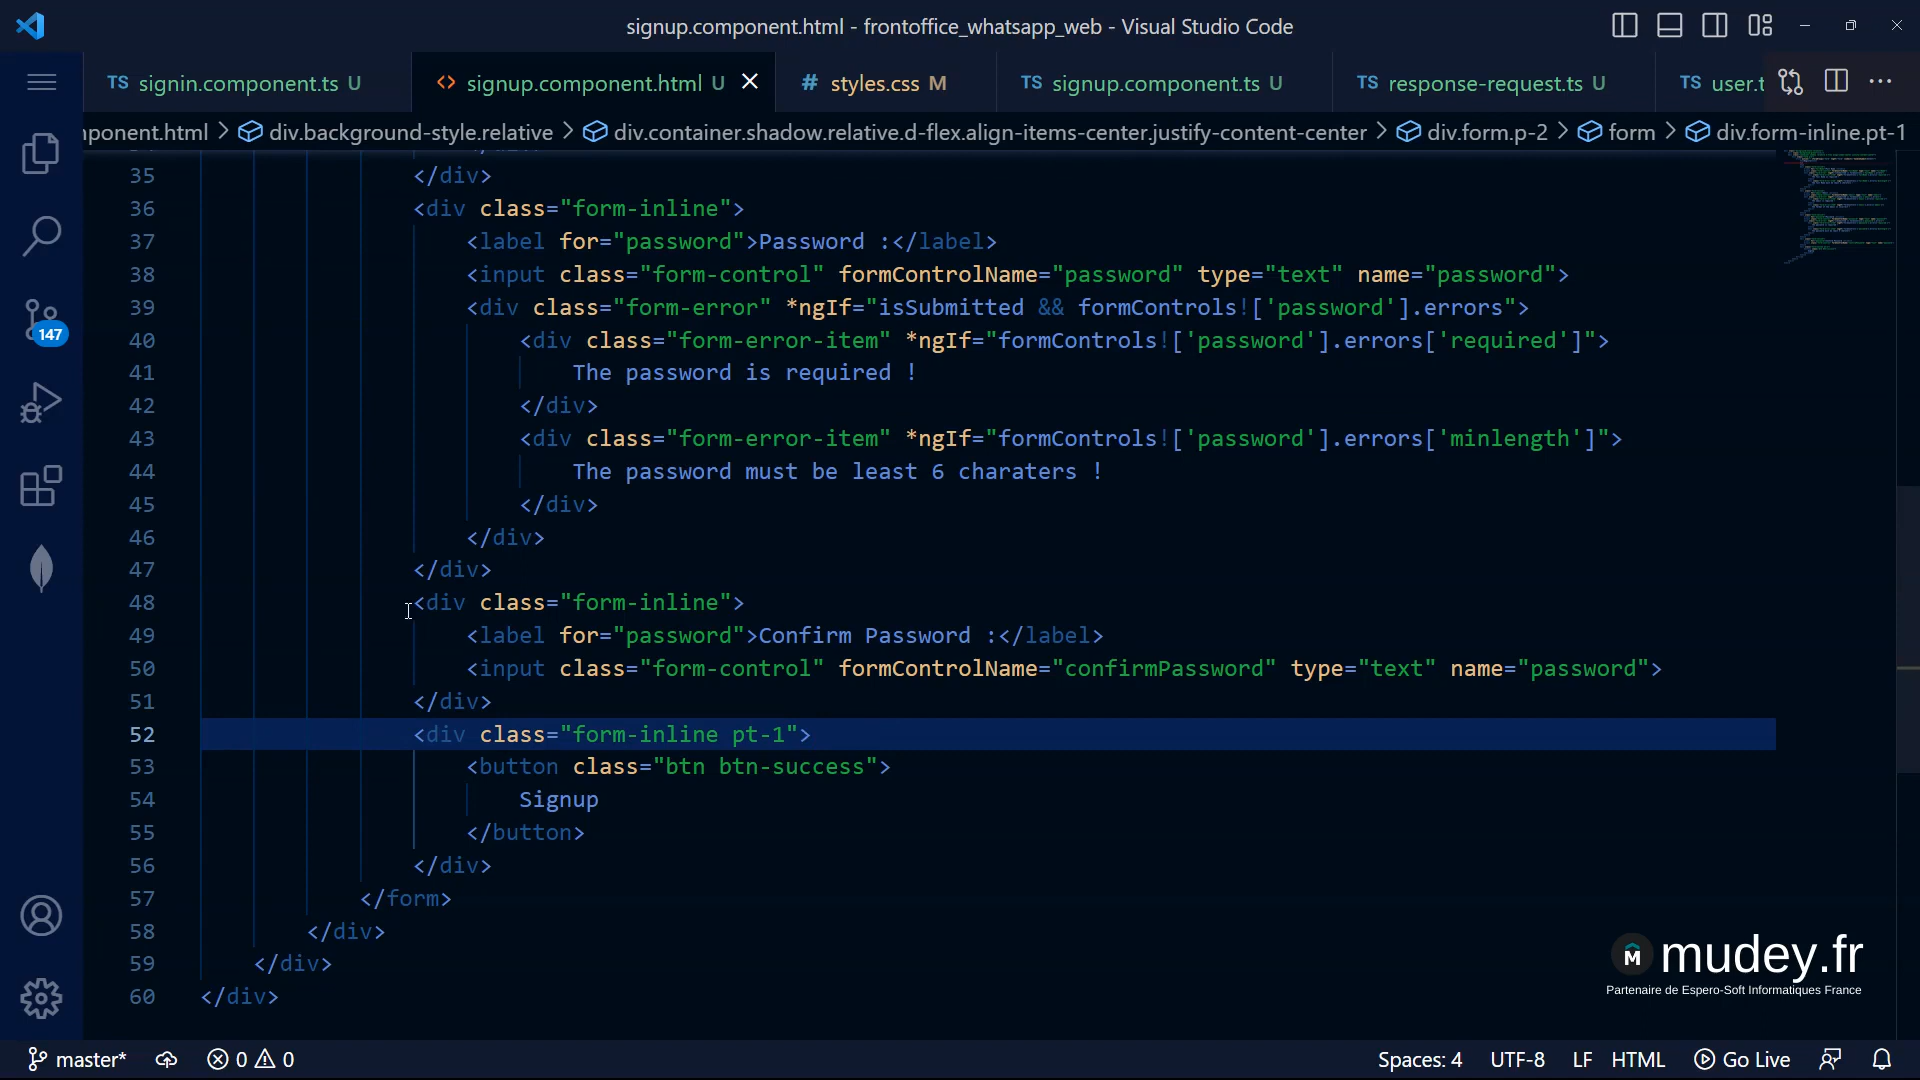 signup.component.html - frontoffice_whatsapp_web - Visual Studio Code
TS signin.component.ts U
<> signup.component.html U
# styles.css M
TS signup.component.ts U
TS response-request.ts U
TS user.t
nponent.html > div.background-style.relative > div.container.shadow.relative.d-flex.align-items-center.justify-content-center > div.form.p-2 > form > div.form-inline.pt-1
35 </div>
36 <div class="form-inline">
37 <label for="password">Password :</label>
38 <input class="form-control" formControlName="password" type="text" name="password">
39 <div class="form-error" *ngIf="isSubmitted && formControls!['password'].errors">
40 <div class="form-error-item" *ngIf="formControls!['password'].errors['required']">
41 The password is required !
42 </div>
43 <div class="form-error-item" *ngIf="formControls!['password'].errors['minlength']">
44 The password must be least 6 charaters !
45 </div>
46 </div>
47 </div>
48 <div class="form-inline">
49 <label for="password">Confirm Password :</label>
50 <input class="form-control" formControlName="confirmPassword" type="text" name="password">
51 </div>
52 <div class="form-inline pt-1">
53 <button class="btn btn-success">
54 Signup
55 </button>
56 </div>
57 </form>
58 </div>
59 </div>
60 </div>
147
M mudey.fr
Partenaire de Espero-Soft Informatiques France
master* 0 0
Spaces: 4 UTF-8 LF HTML Go Live